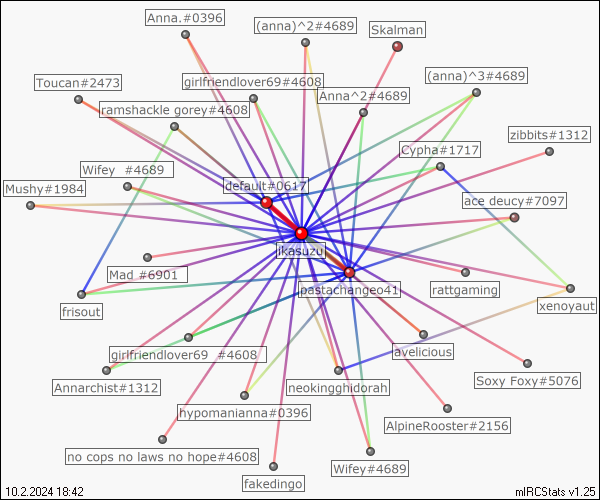 Anna.#0396
(anna)^2#4689
Skalman
Toucan#2473
girlfriendlover69#4608
(anna)^3#4689
ramshackle gorey#4608
Anna^2#4689
zibbits#1312
Wifey #4689
Cypha#1717
Mushy#1984
default#0617
ace deucy#7097
ikasuzu
Mad #6901
pastachangeo41
rattgaming
frisout
xenoyaut
girlfriendlover69 #4608
avelicious
Annarchist#1312
neokingghidorah
Soxy Foxy#5076
hypomanianna#0396
AlpineRooster#2156
no cops no laws no hope#4608
Wifey#4689
fakedingo
10.2.2024 18:42
mIRCStats v1.25